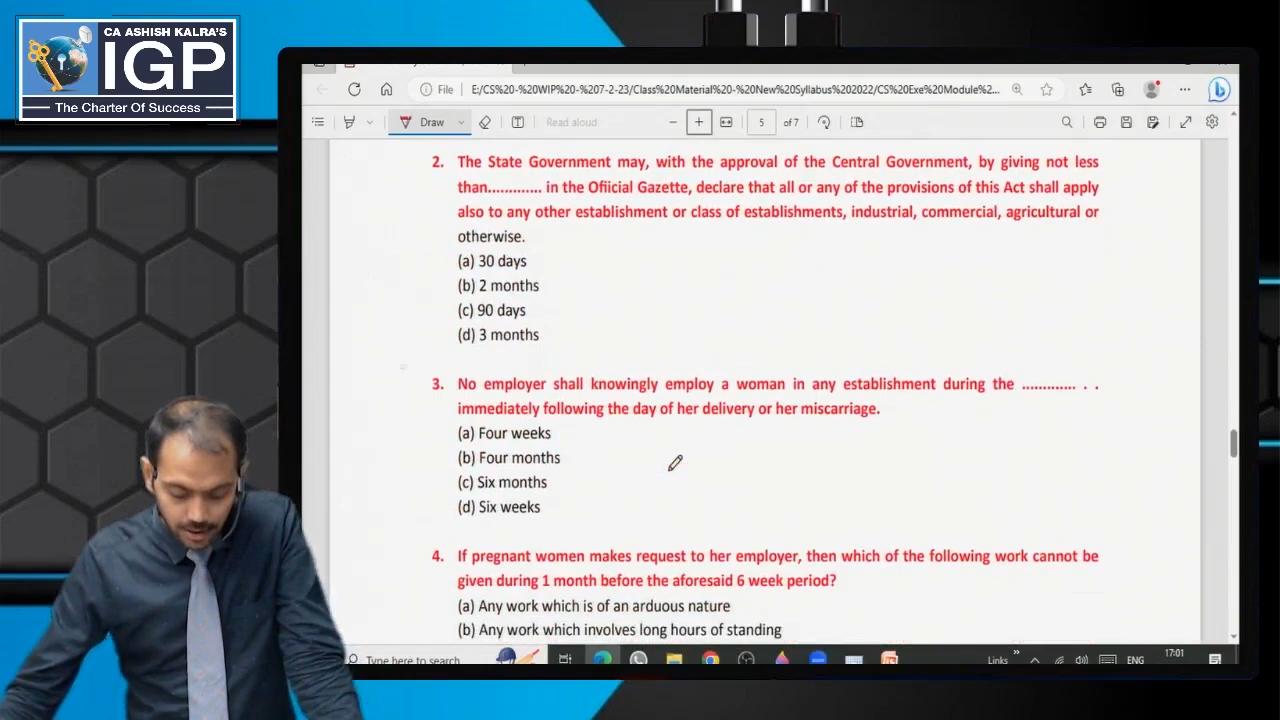 CA ASHISH KALRA'S
IGP
The Charter Of Success
File
E:/CS%20-%20WIP%20-%207-2-23/Class%20Material%20-%20New%20Syllabus%202022/CS%20Exe%20Module%2...
Draw
Read aloud
5
of 7
2. The State Government may, with the approval of the Central Government, by giving not less
than............. in the Ofiicial Gazette, declare that all or any of the provisions of this Act shall apply
also to any other establishment or class of establishments, industrial, commercial, agricultural or
otherwise.
(a) 30 days
(b) 2 months
(c) 90 days
(d) 3 months
3. No employer shall knowingly employ a woman in any establishment during the ............. . .
immediately following the day of her delivery or her miscarriage.
(a) Four weeks
(b) Four months
(c) Six months
(d) Six weeks
4. If pregnant women makes request to her employer, then which of the following work cannot be
given during 1 month before the aforesaid 6 week period?
(a) Any work which is of an arduous nature
(b) Any work which involves long hours of standing
Type here to search
Links
ENG
17:01